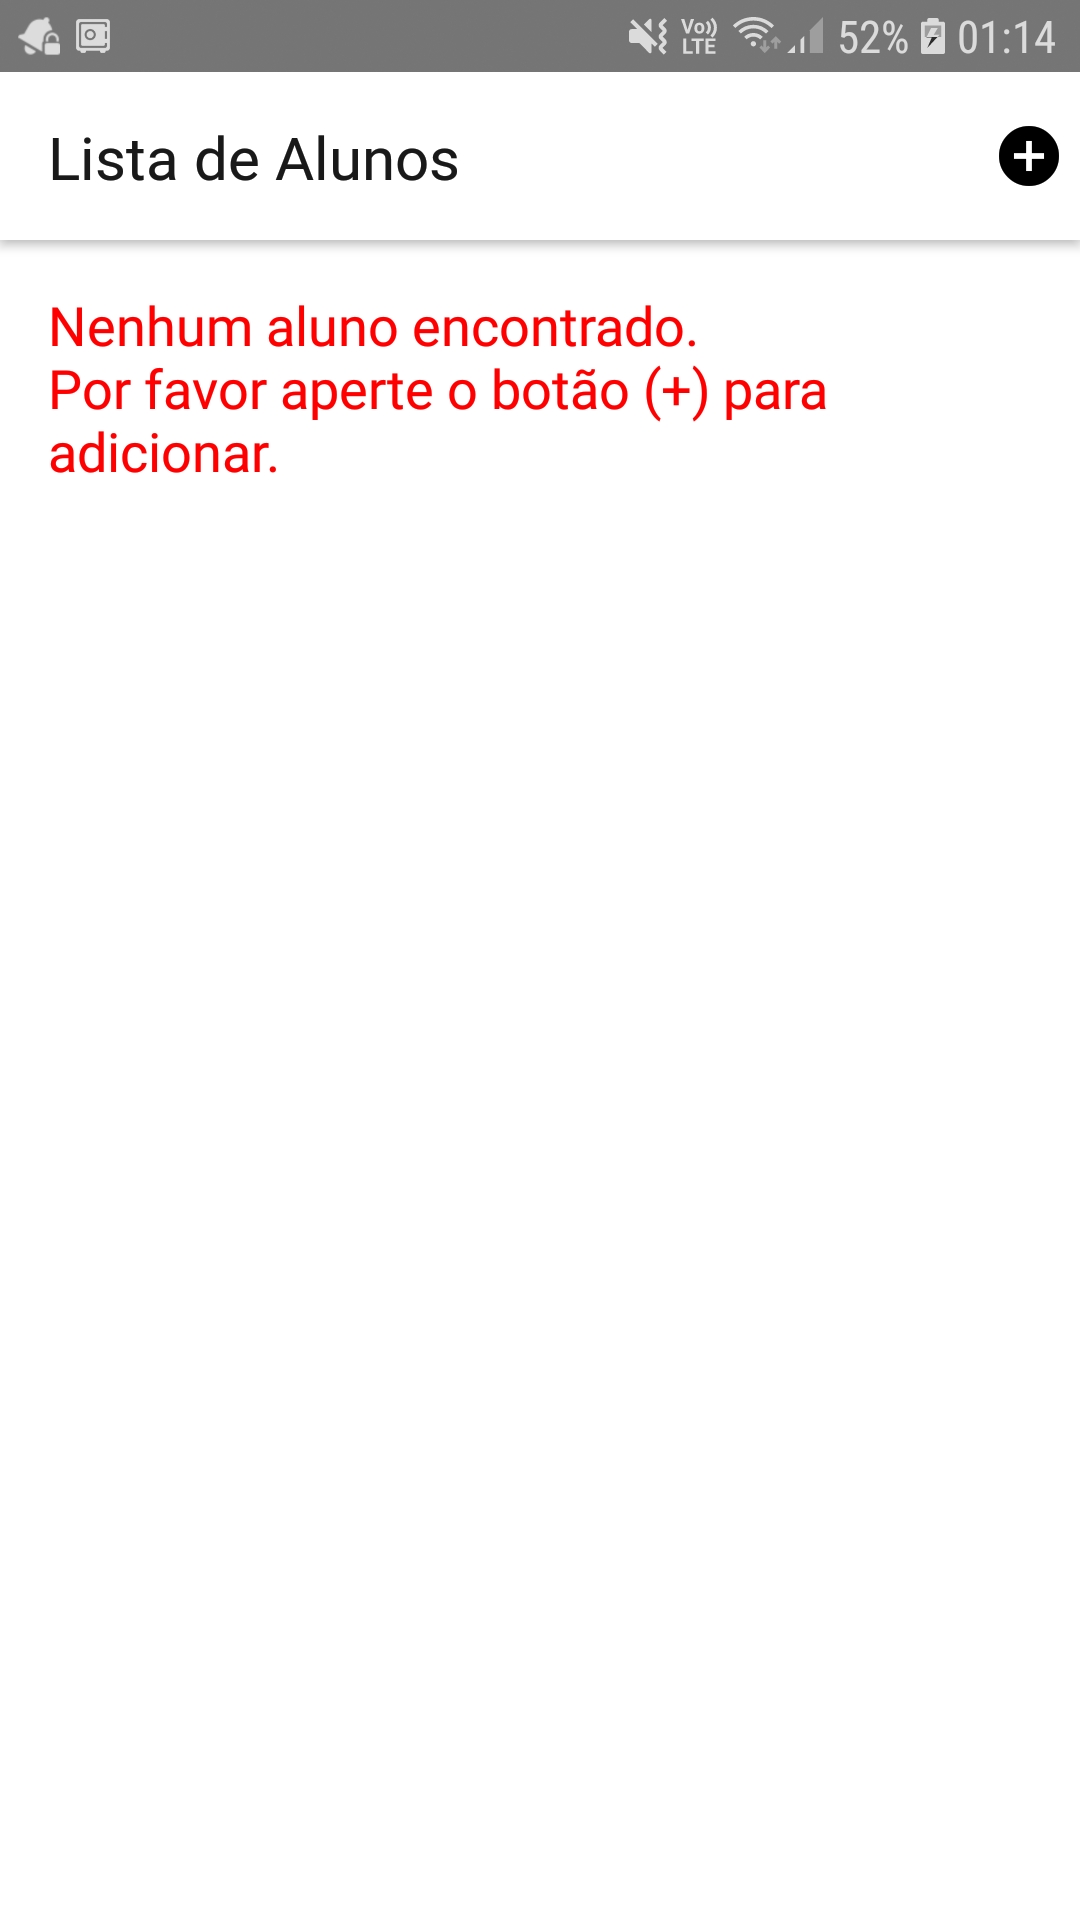 Vo)) LTE 52% 01:14
Lista de Alunos
Nenhum aluno encontrado.
Por favor aperte o botão (+) para
adicionar.